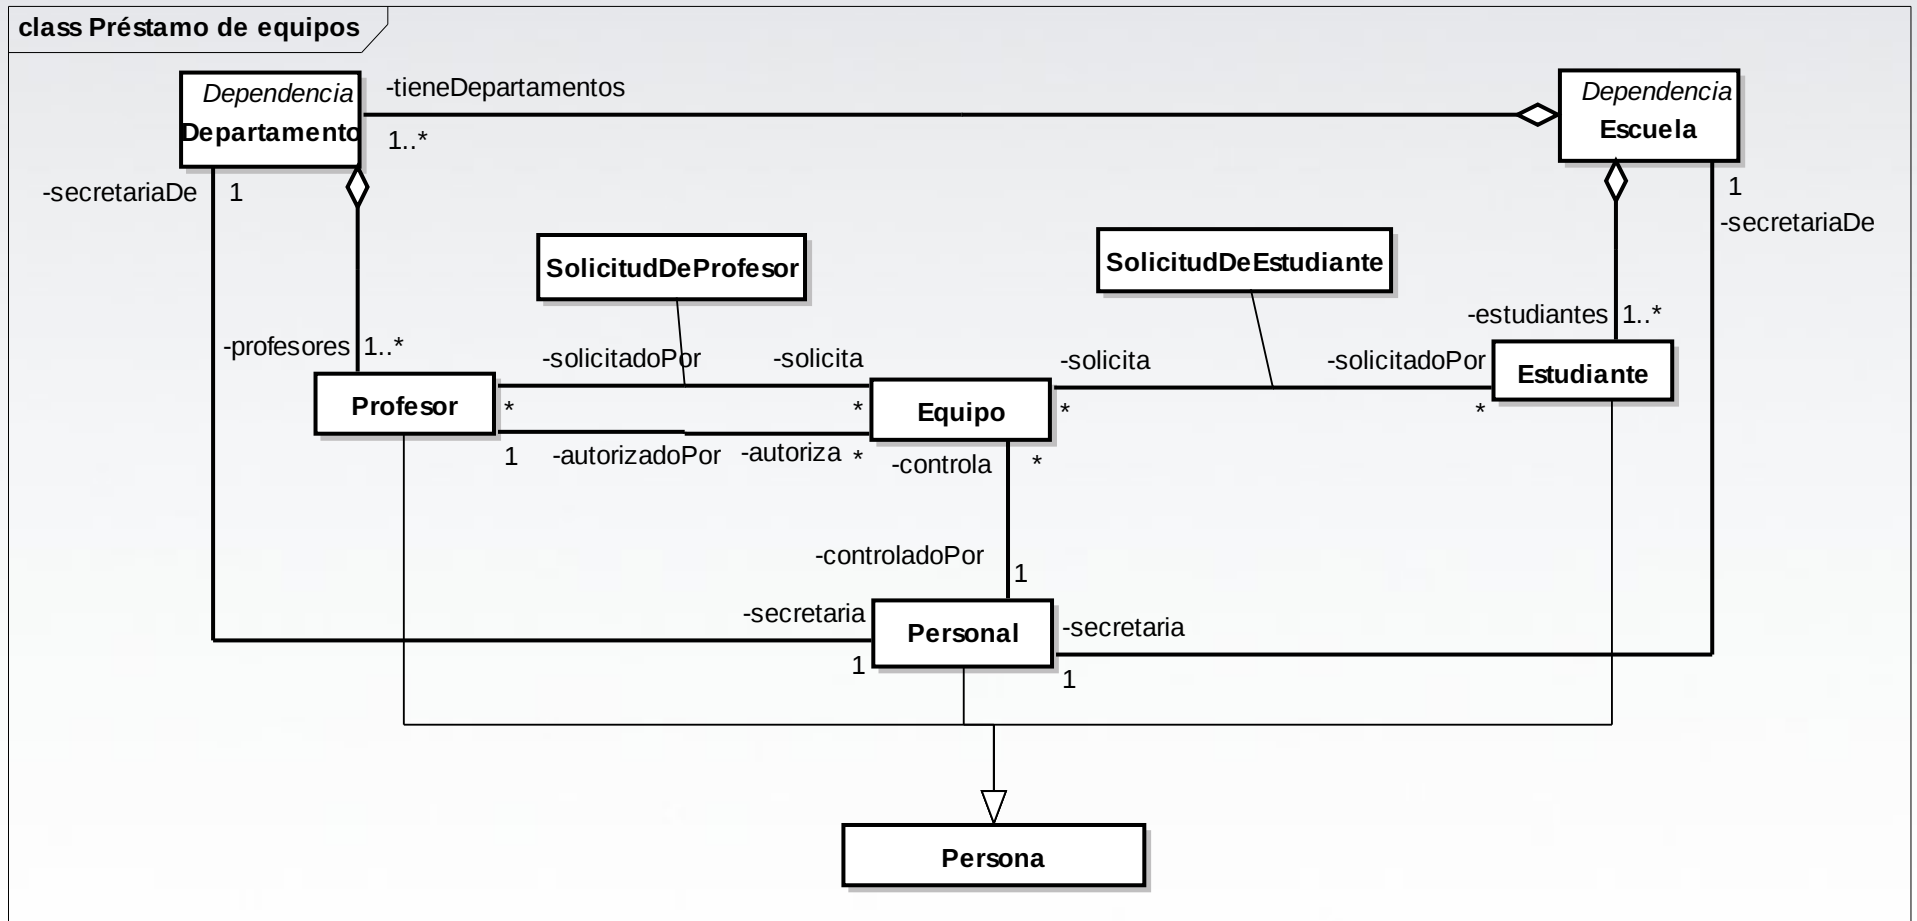 class Préstamo de equipos
Dependencia
Departamento
-tieneDepartamentos
1..*
Dependencia
Escuela
-secretariaDe
1
1
-secretariaDe
SolicitudDeProfesor
SolicitudDeEstudiante
-profesores
1..*
-estudiantes
1..*
-solicitadoPor
-solicita
-solicita
-solicitadoPor
Profesor
*
*
Equipo
*
*
Estudiante
1
-autorizadoPor
-autoriza
*
-controla
*
-controladoPor
1
-secretaria
1
Personal
-secretaria
1
Persona